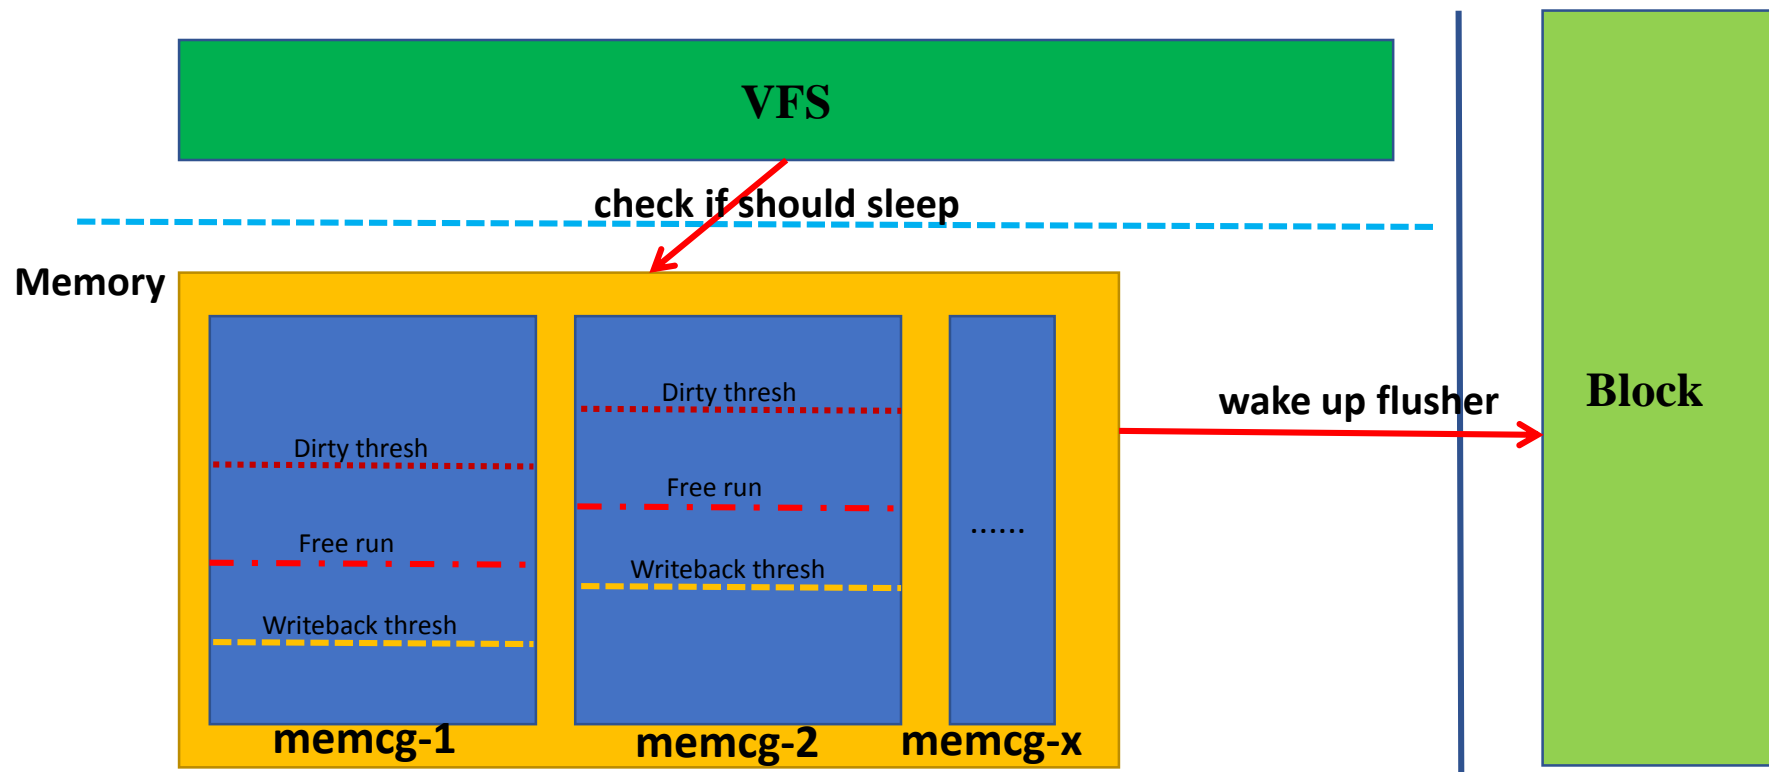 VFS
check if should sleep
Memory
Dirty thresh
Free run
Writeback thresh
memcg-1
Dirty thresh
Free run
Writeback thresh
memcg-2
......
memcg-x
wake up flusher
Block